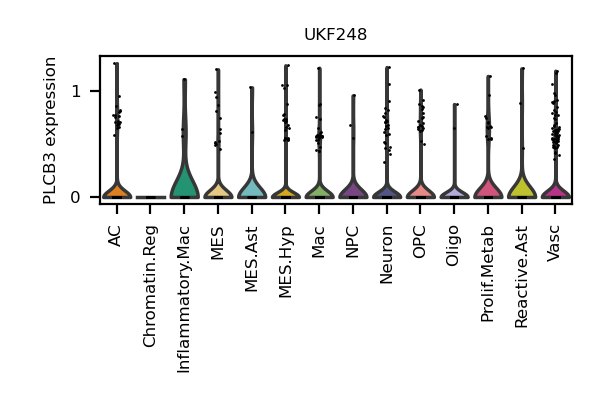 UKF248
PLCB3 expression
1
0
AC
Chromatin.Reg
Inflammatory.Mac
MES
MES.Ast
MES.Hyp
Mac
NPC
Neuron
OPC
Oligo
Prolif.Metab
Reactive.Ast
Vasc